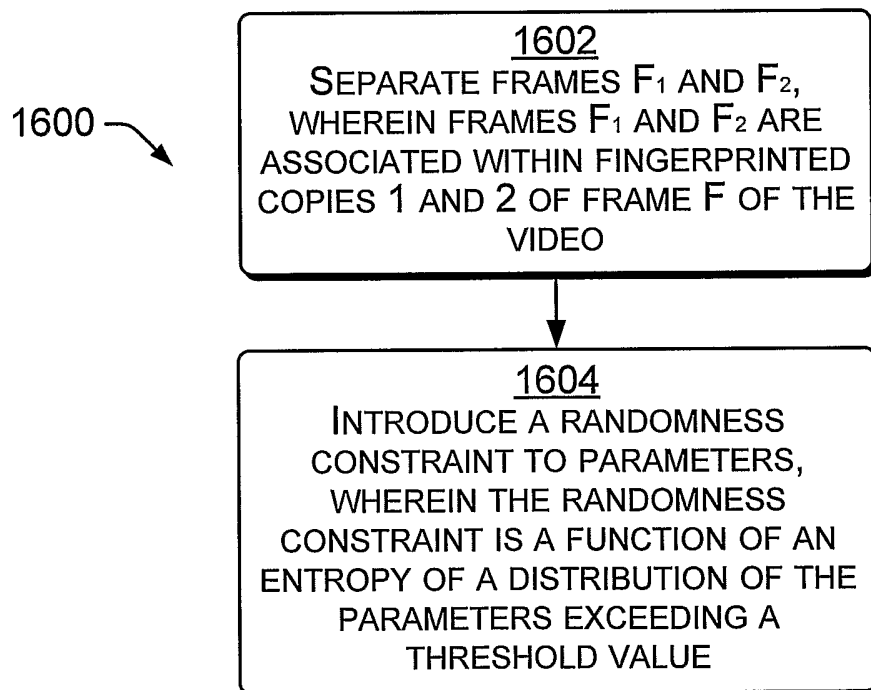 1600
1602
SEPARATE FRAMES F1 AND F2,
WHEREIN FRAMES F1 AND F2 ARE
ASSOCIATED WITHIN FINGERPRINTED
COPIES 1 AND 2 OF FRAME F OF THE
VIDEO
1604
INTRODUCE A RANDOMNESS
CONSTRAINT TO PARAMETERS,
WHEREIN THE RANDOMNESS
CONSTRAINT IS A FUNCTION OF AN
ENTROPY OF A DISTRIBUTION OF THE
PARAMETERS EXCEEDING A
THRESHOLD VALUE